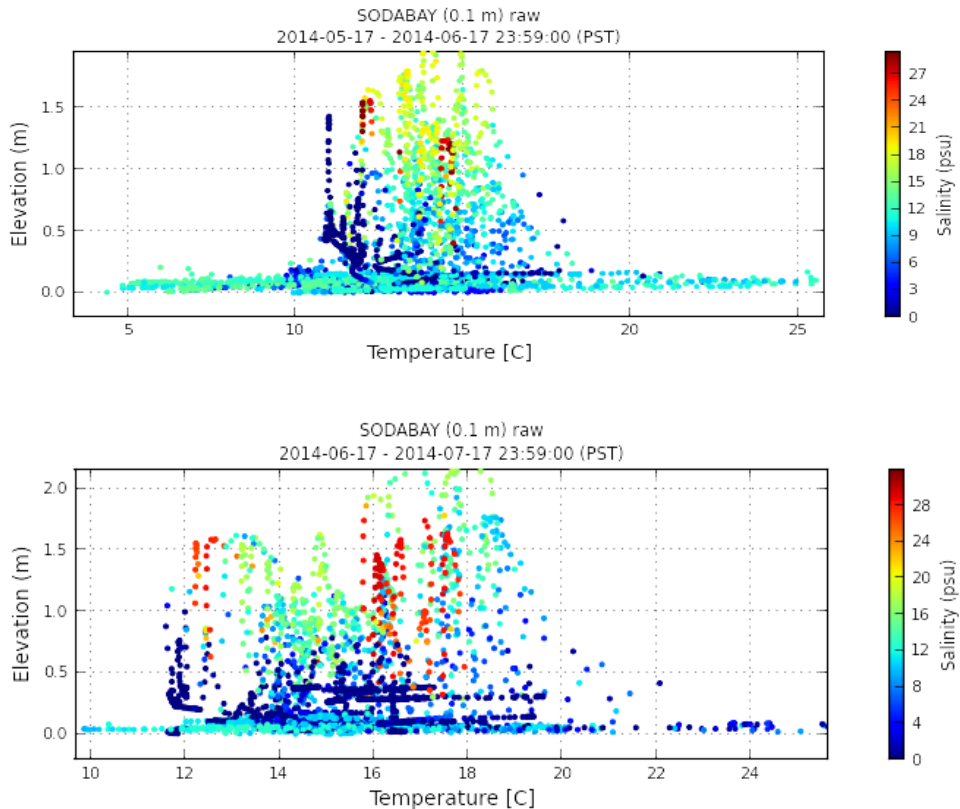 SODABAY (0.1 m) raw
2014-05-17 - 2014-06-17 23:59:00 (PST)
Elevation (m)
1.5
1.0
0.5
0.0
5 10 15 20 25
Temperature [C]
27
24
21
18
15
12
9
6
3
0
Salinity (psu)
SODABAY (0.1 m) raw
2014-06-17 - 2014-07-17 23:59:00 (PST)
Elevation (m)
2.0
1.5
1.0
0.5
0.0
10 12 14 16 18 20 22 24
Temperature [C]
28
24
20
16
12
8
4
0
Salinity (psu)